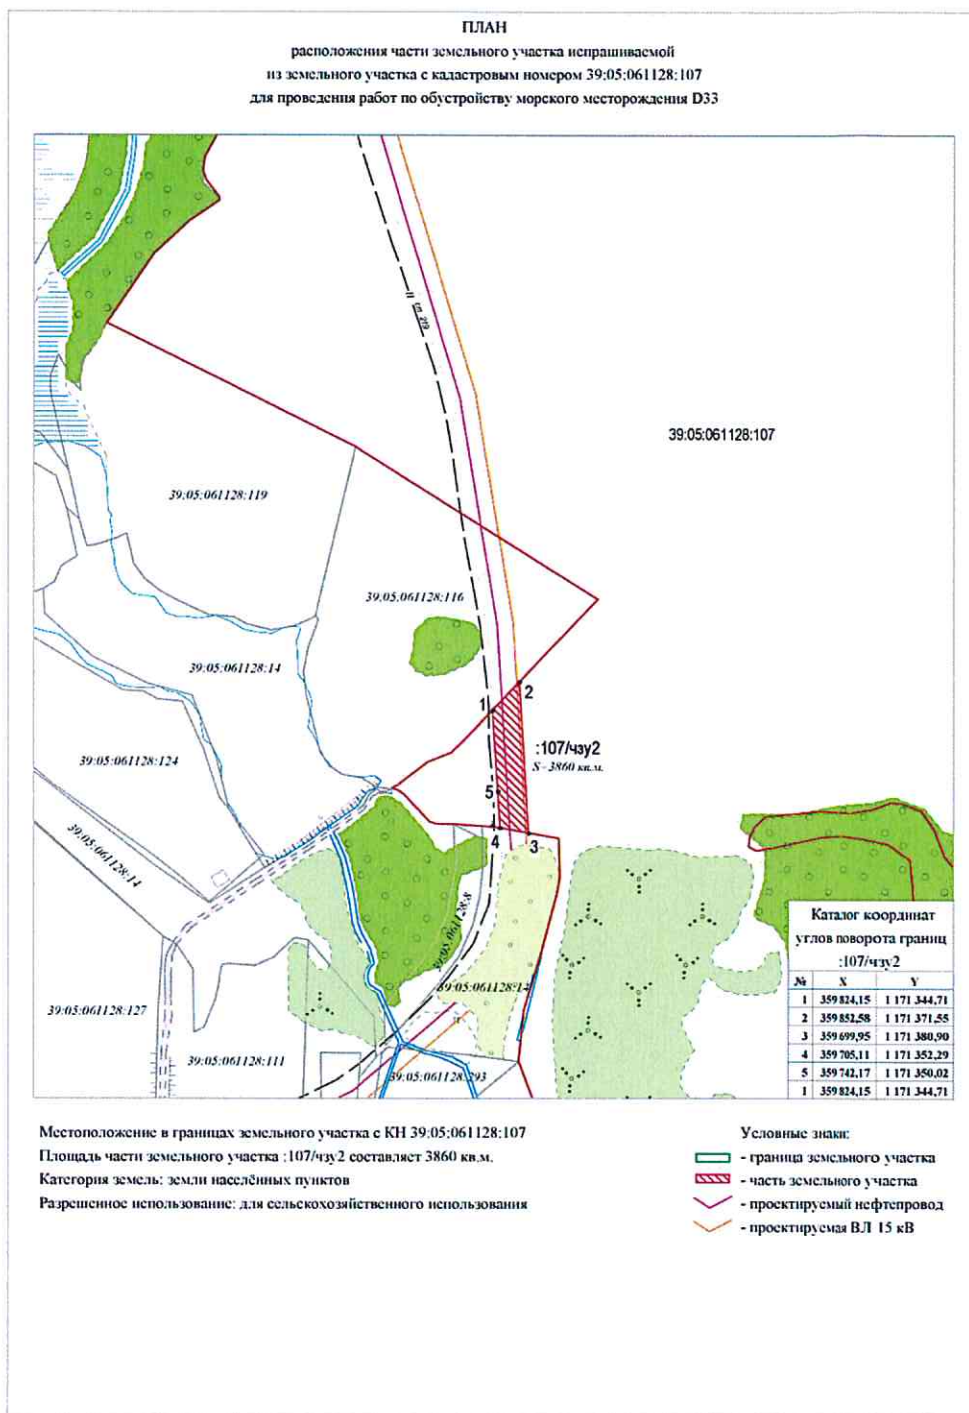 ПЛАН
расположения части земельного участка испрашиваемой
из земельного участка с кадастровым номером 39:05:061128:107
для проведения работ по обустройству морского месторождения D33
39:05:061128:107
39:05:061128:119
39:05:061128:116
39:05:061128:14
1
2
:107/чзу2
S=3860 кв.м.
39:05:061128:124
5
4
3
39:05:061128:14
39:05:061128:8
39:05:061128:14
39:05:061128:127
39:05:061128:111
39:05:061128:293
Каталог координат
углов поворота границ
:107/чзу2
№ X Y
1 359 824,15 1 171 344,71
2 359 852,58 1 171 371,55
3 359 699,95 1 171 380,90
4 359 705,11 1 171 352,29
5 359 742,17 1 171 350,02
1 359 824,15 1 171 344,71
Местоположение в границах земельного участка с КН 39:05:061128:107
Площадь части земельного участка :107/чзу2 составляет 3860 кв.м.
Категория земель: земли населённых пунктов
Разрешенное использование: для сельскохозяйственного использования
Условные знаки:
- граница земельного участка
- часть земельного участка
- проектируемый нефтепровод
- проектируемая ВЛ 15 кВ